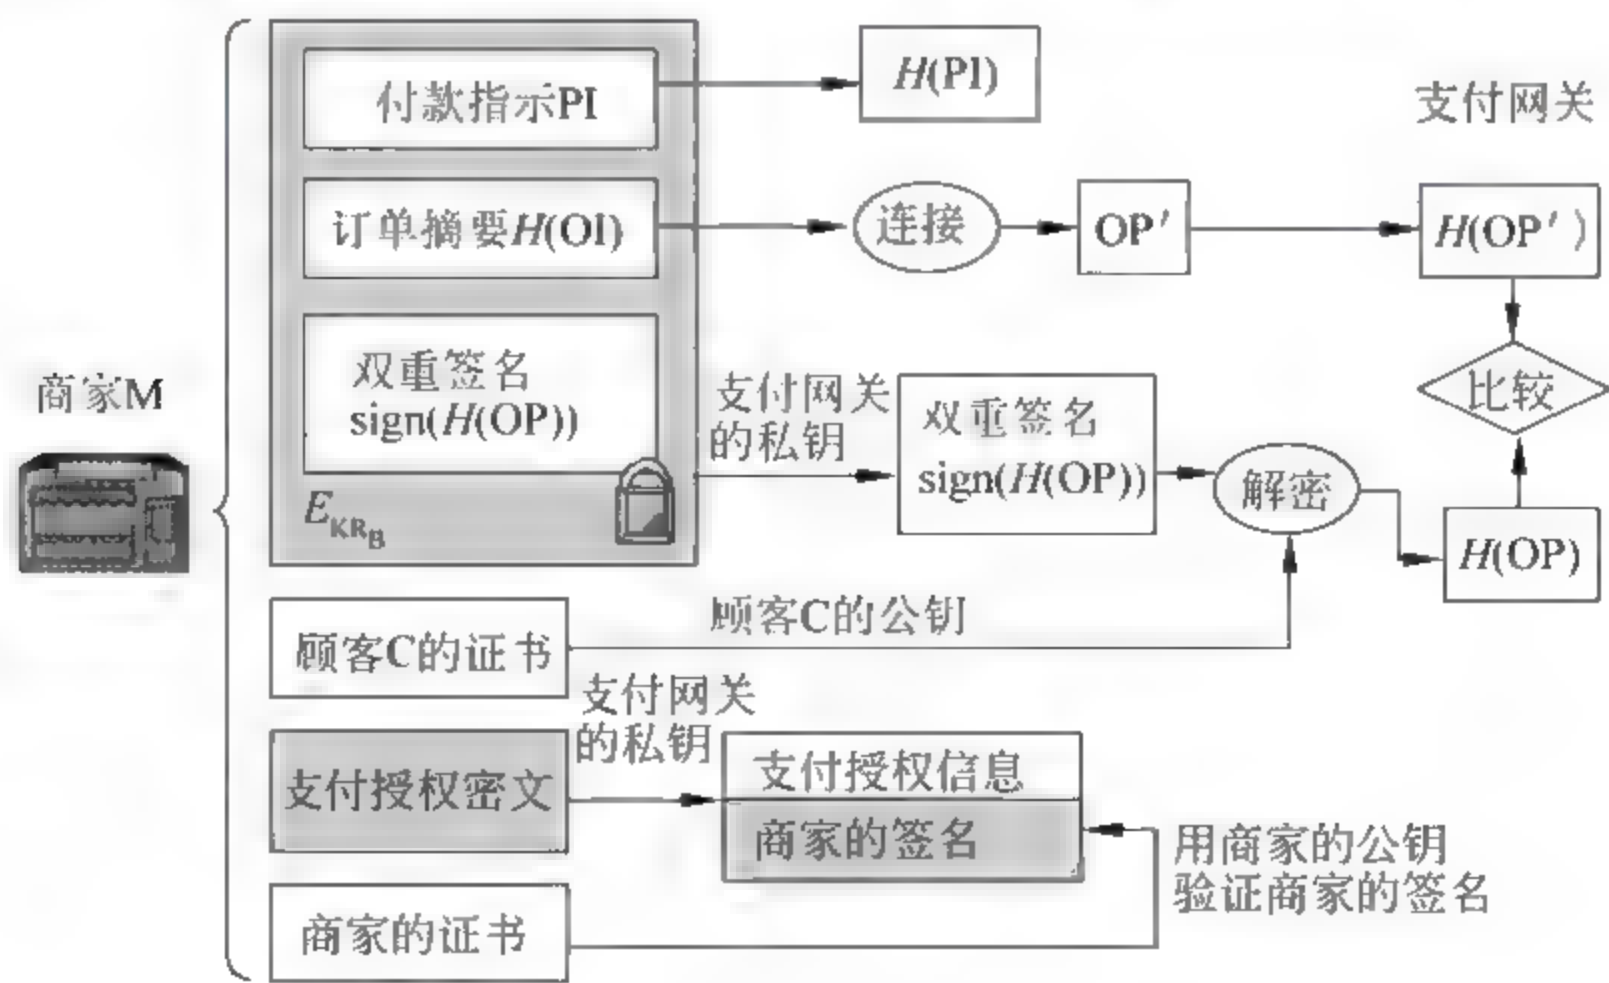 付款指示PI
H(PI)
支付网关
订单摘要H(OI)
连接
OP'
H(OP')
商家M
双重签名
sign(H(OP))
支付网关
的私钥
双重签名
sign(H(OP))
比较
解密
E_KR_B
H(OP)
顾客C的证书
顾客C的公钥
支付网关
的私钥
支付授权密文
支付授权信息
商家的签名
用商家的公钥
验证商家的签名
商家的证书